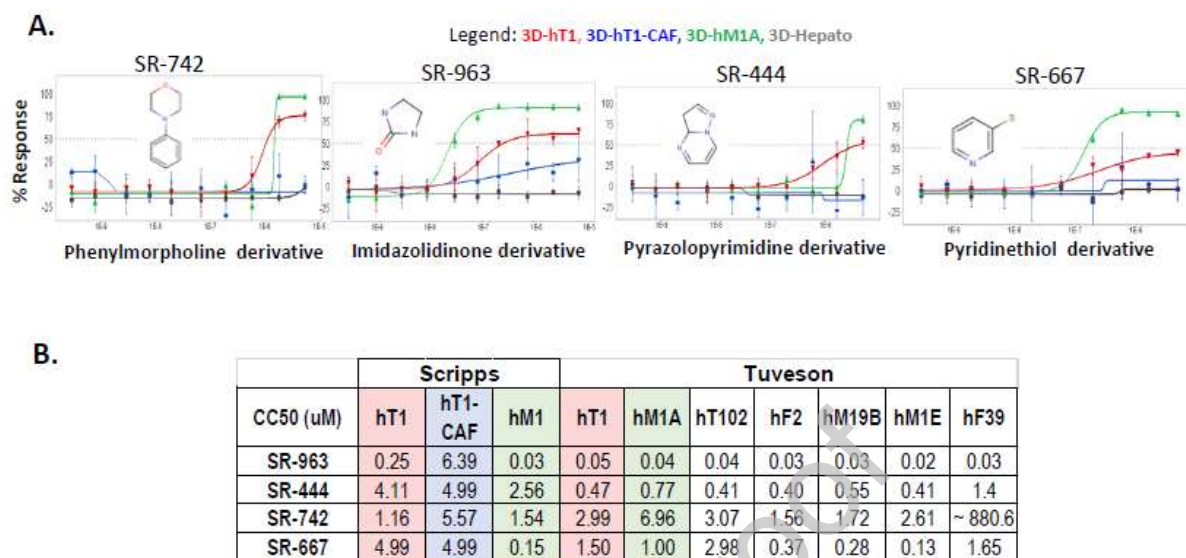 A.
Legend: 3D-hT1, 3D-hT1-CAF, 3D-hM1A, 3D-Hepato
SR-742 SR-963 SR-444 SR-667
% Response
100 75 50 25 0 -25
Phenylmorpholine derivative Imidazolidinone derivative Pyrazolopyrimidine derivative Pyridinethiol derivative
B.
Scripps Tuveson
CC50 (uM) hT1 hT1-CAF hM1 hT1 hM1A hT102 hF2 hM19B hM1E hF39
SR-963 0.25 6.39 0.03 0.05 0.04 0.04 0.03 0.03 0.02 0.03
SR-444 4.11 4.99 2.56 0.47 0.77 0.41 0.40 0.55 0.41 1.4
SR-742 1.16 5.57 1.54 2.99 6.96 3.07 1.56 1.72 2.61 ~ 880.6
SR-667 4.99 4.99 0.15 1.50 1.00 2.98 0.37 0.28 0.13 1.65